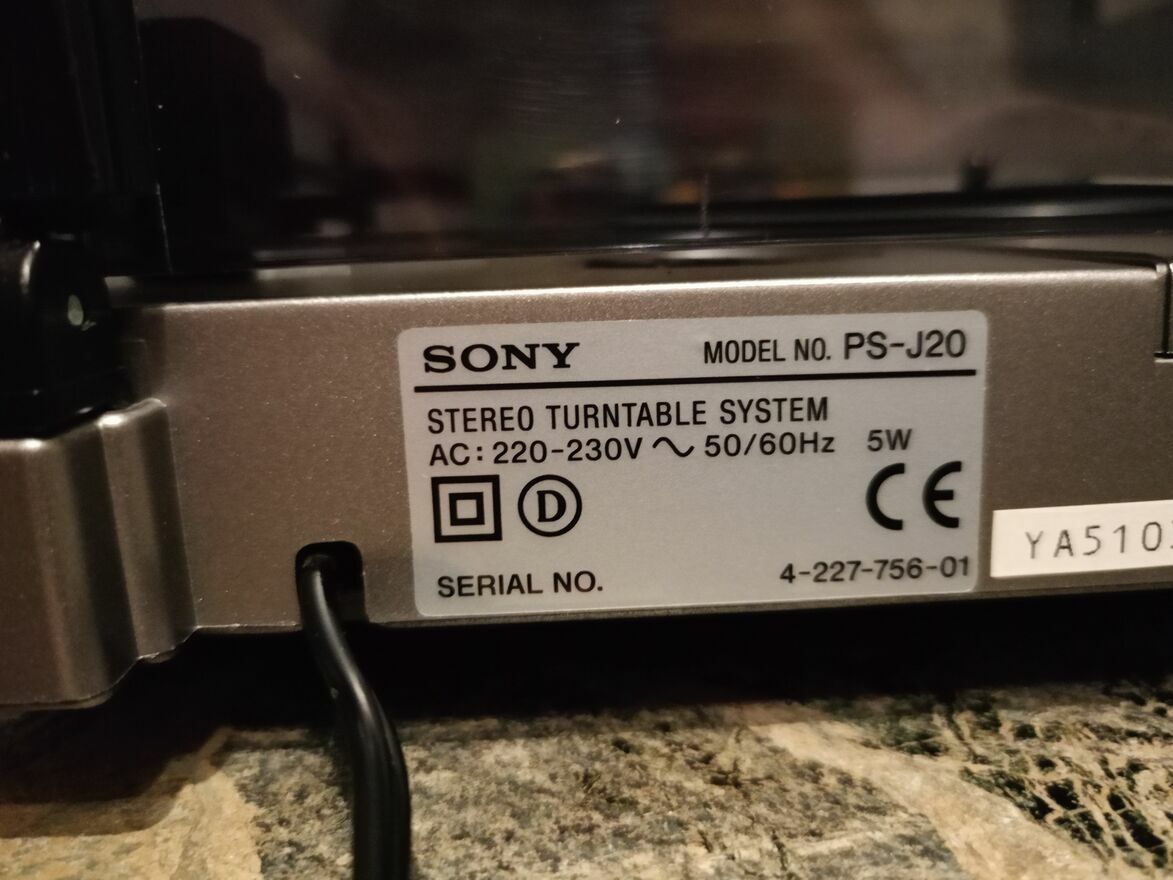 SONY MODEL NO. PS-J20
STEREO TURNTABLE SYSTEM
AC: 220-230V ~ 50/60Hz 5W
D CE
SERIAL NO. 4-227-756-01
YA510